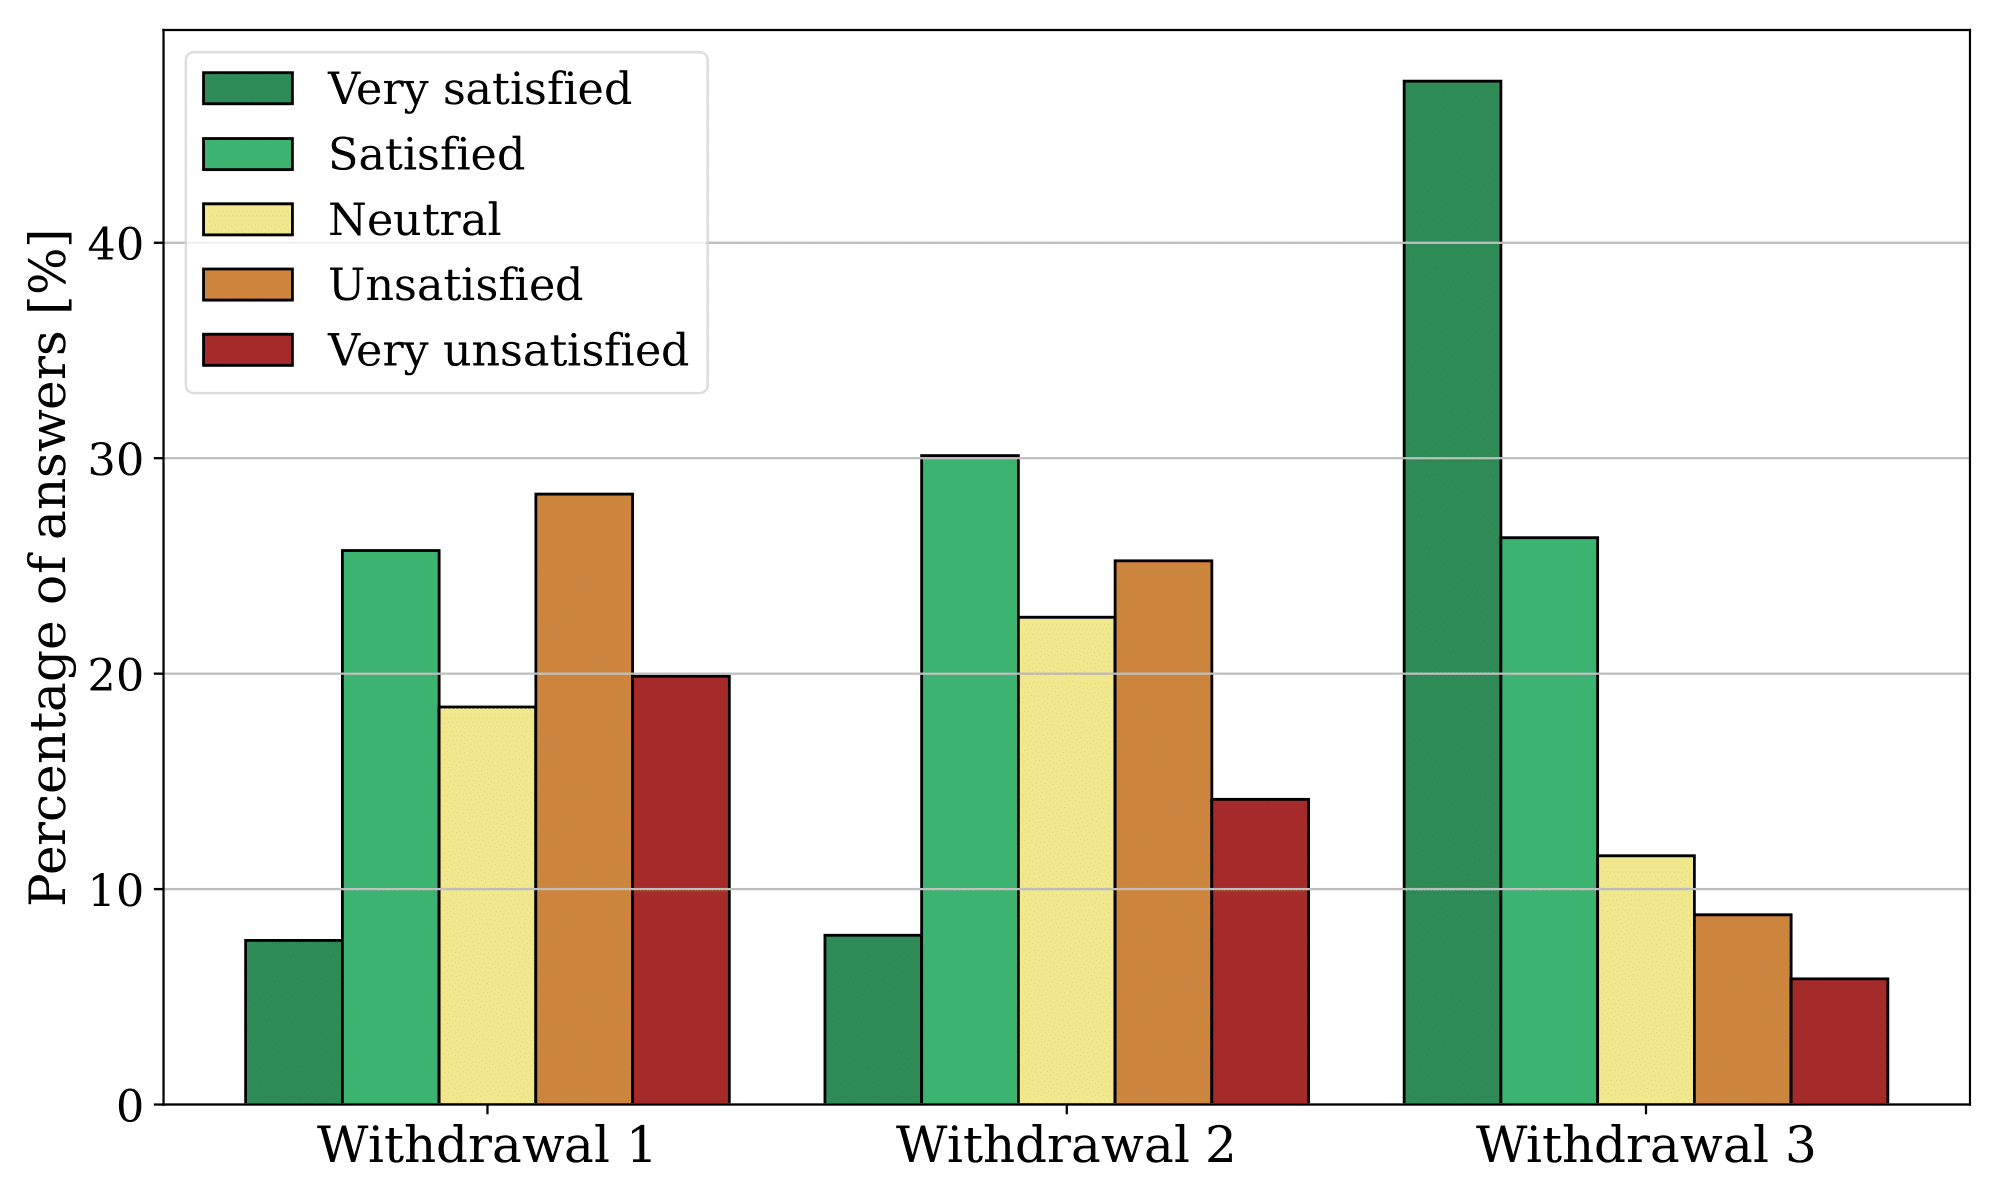 Very satisfied
Satisfied
Neutral
Unsatisfied
Very unsatisfied
Percentage of answers [%]
40
30
20
10
0
Withdrawal 1
Withdrawal 2
Withdrawal 3